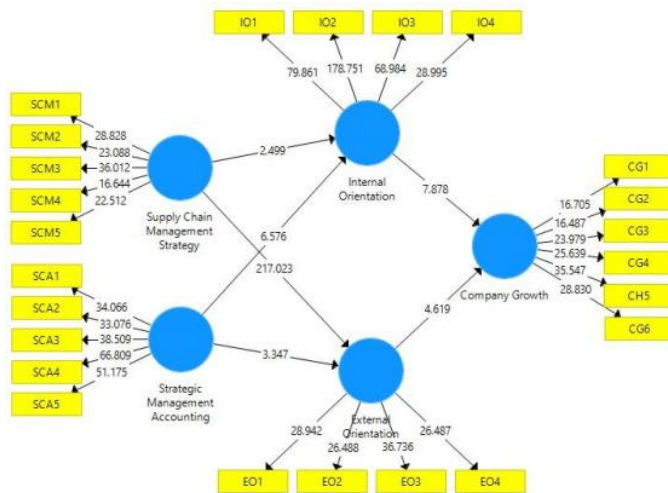 IO1
IO2
IO3
IO4
79.861
178.751
68.984
28.995
SCM1
SCM2
SCM3
SCM4
SCM5
28.828
23.088
36.012
16.644
22.512
Supply Chain
Management
Strategy
2.499
Internal
Orientation
7.878
6.576
217.023
CG1
CG2
CG3
CG4
CH5
CG6
16.705
16.487
23.979
25.639
35.547
28.830
Company Growth
SCA1
SCA2
SCA3
SCA4
SCA5
34.066
33.076
38.509
66.809
51.175
Strategic
Management
Accounting
3.347
4.619
External
Orientation
28.942
26.488
36.736
26.487
EO1
EO2
EO3
EO4